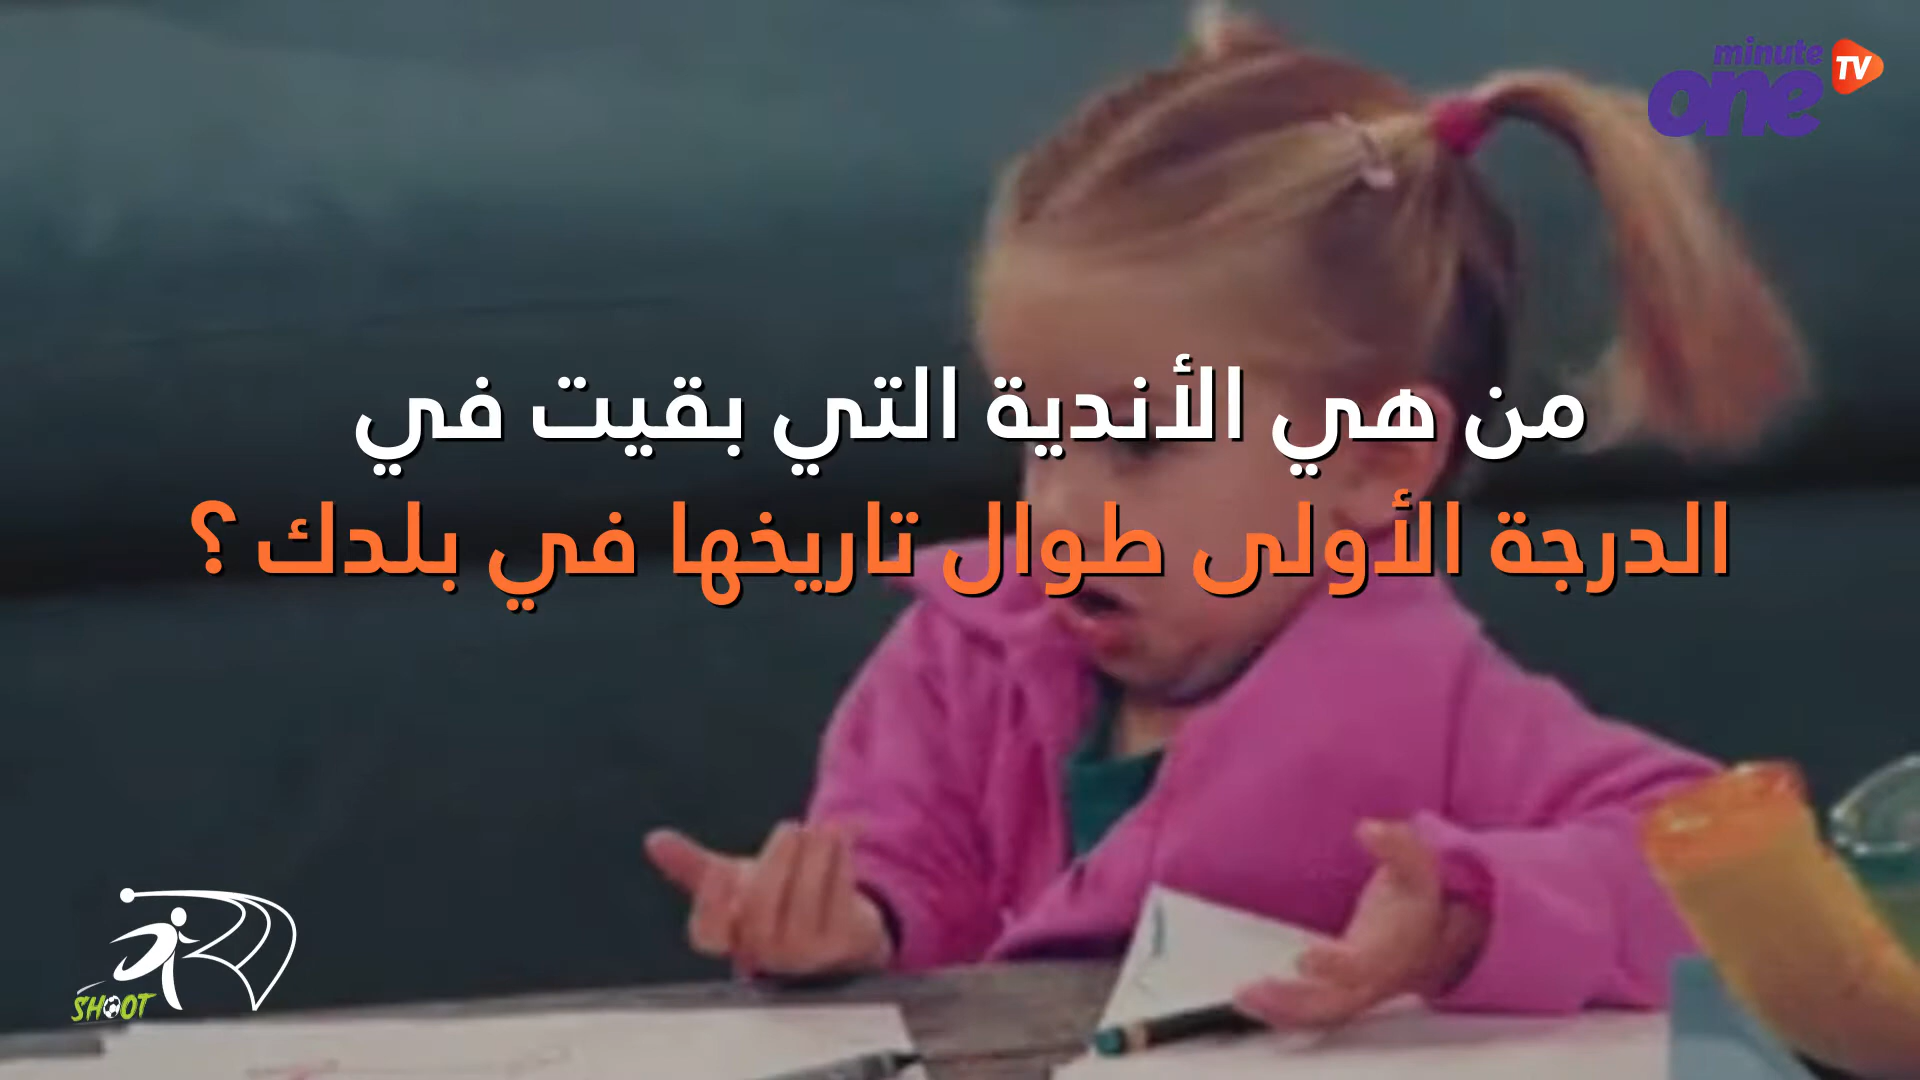 minute
one TV
من هي الأندية التي بقيت في
الدرجة الأولى طوال تاريخها في بلدك ؟
SHOOT